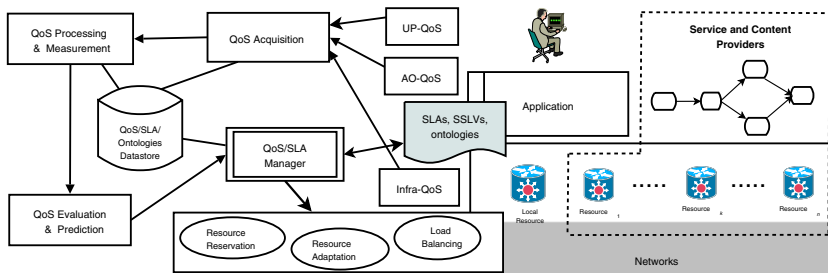 QoS Processing
& Measurement
QoS Acquisition
UP-QoS
AO-QoS
Service and Content
Providers
Application
SLAs, SSLVs,
ontologies
QoS/SLA/
Ontologies
Datastore
QoS/SLA
Manager
Infra-QoS
QoS Evaluation
& Prediction
Resource
Reservation
Resource
Adaptation
Load
Balancing
Local
Resource
Resource 1
Resource k
Resource n
Networks